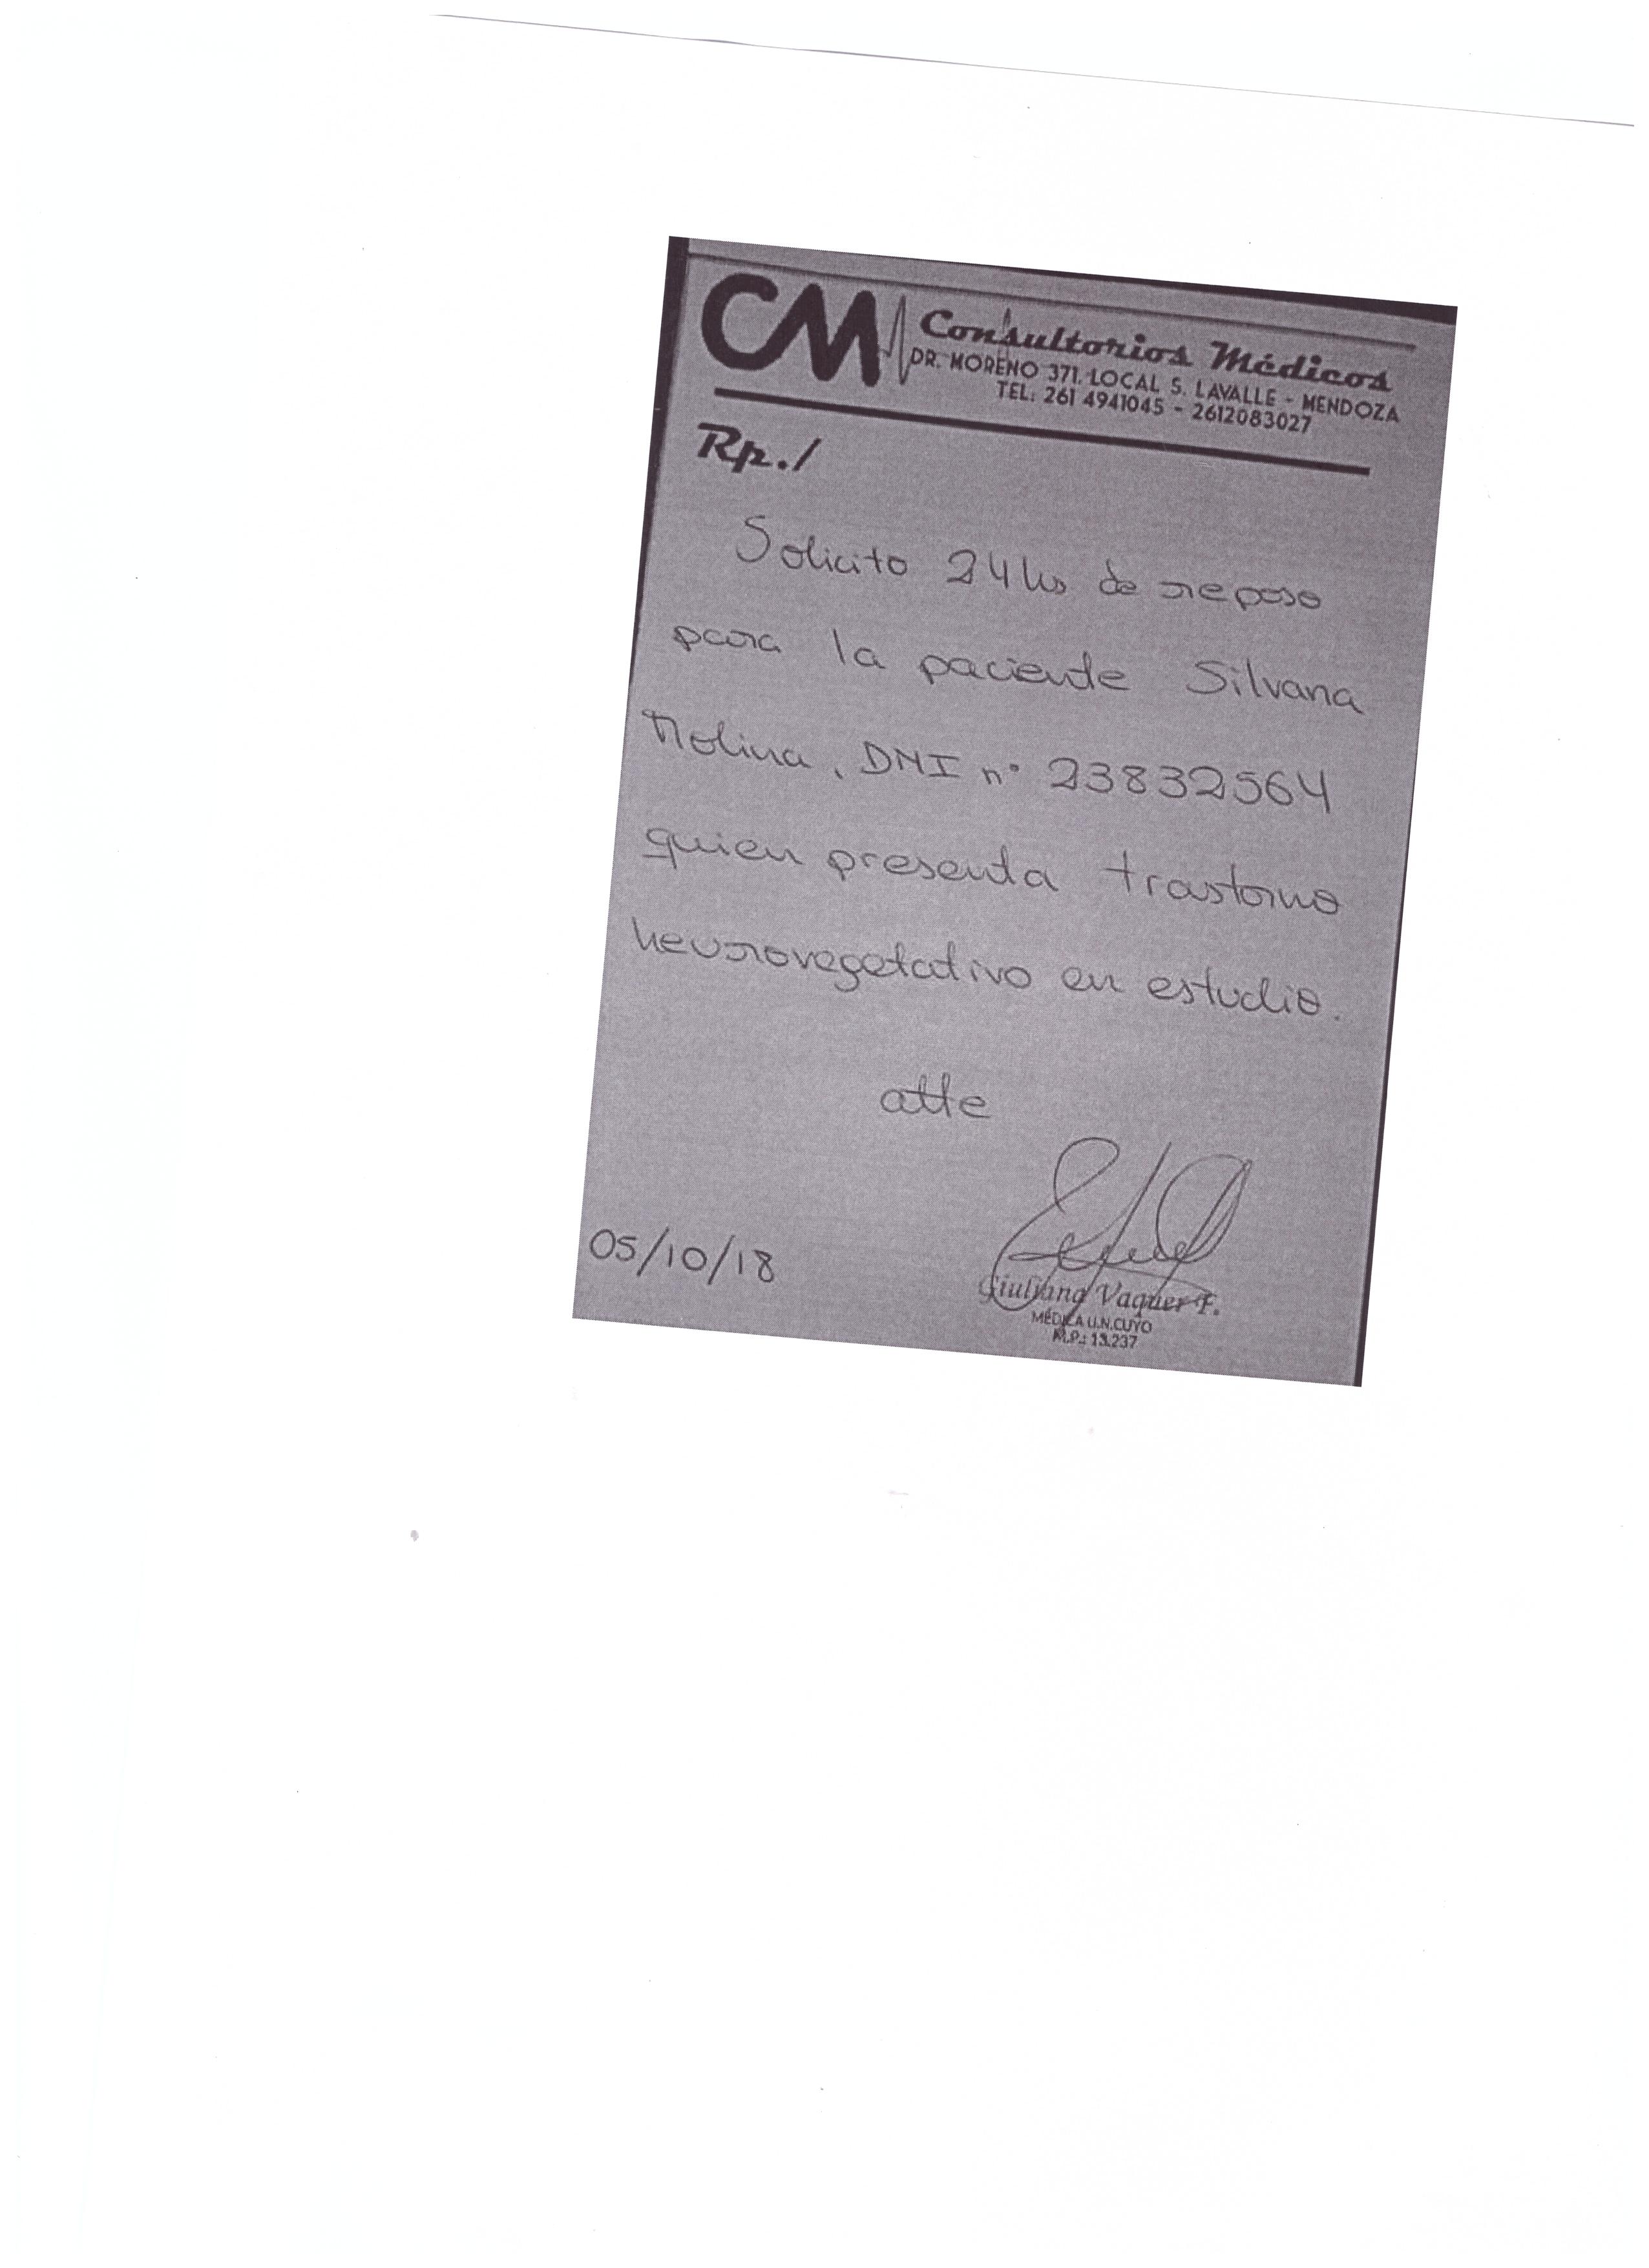 CM Consultorios Médicos
DR. MORENO 371. LOCAL 5. LAVALLE - MENDOZA
TEL: 261 4941045 - 2612083027
Rp./
Solicito 24 hs de reposo
para la paciente Silvana
Molina, DNI n° 23832564
quien presenta trastorno
neurovegetativo en estudio.
atte
05/10/18
Giuliana Vaquer F.
MÉDICA U.N.CUYO
M.P.: 13.237